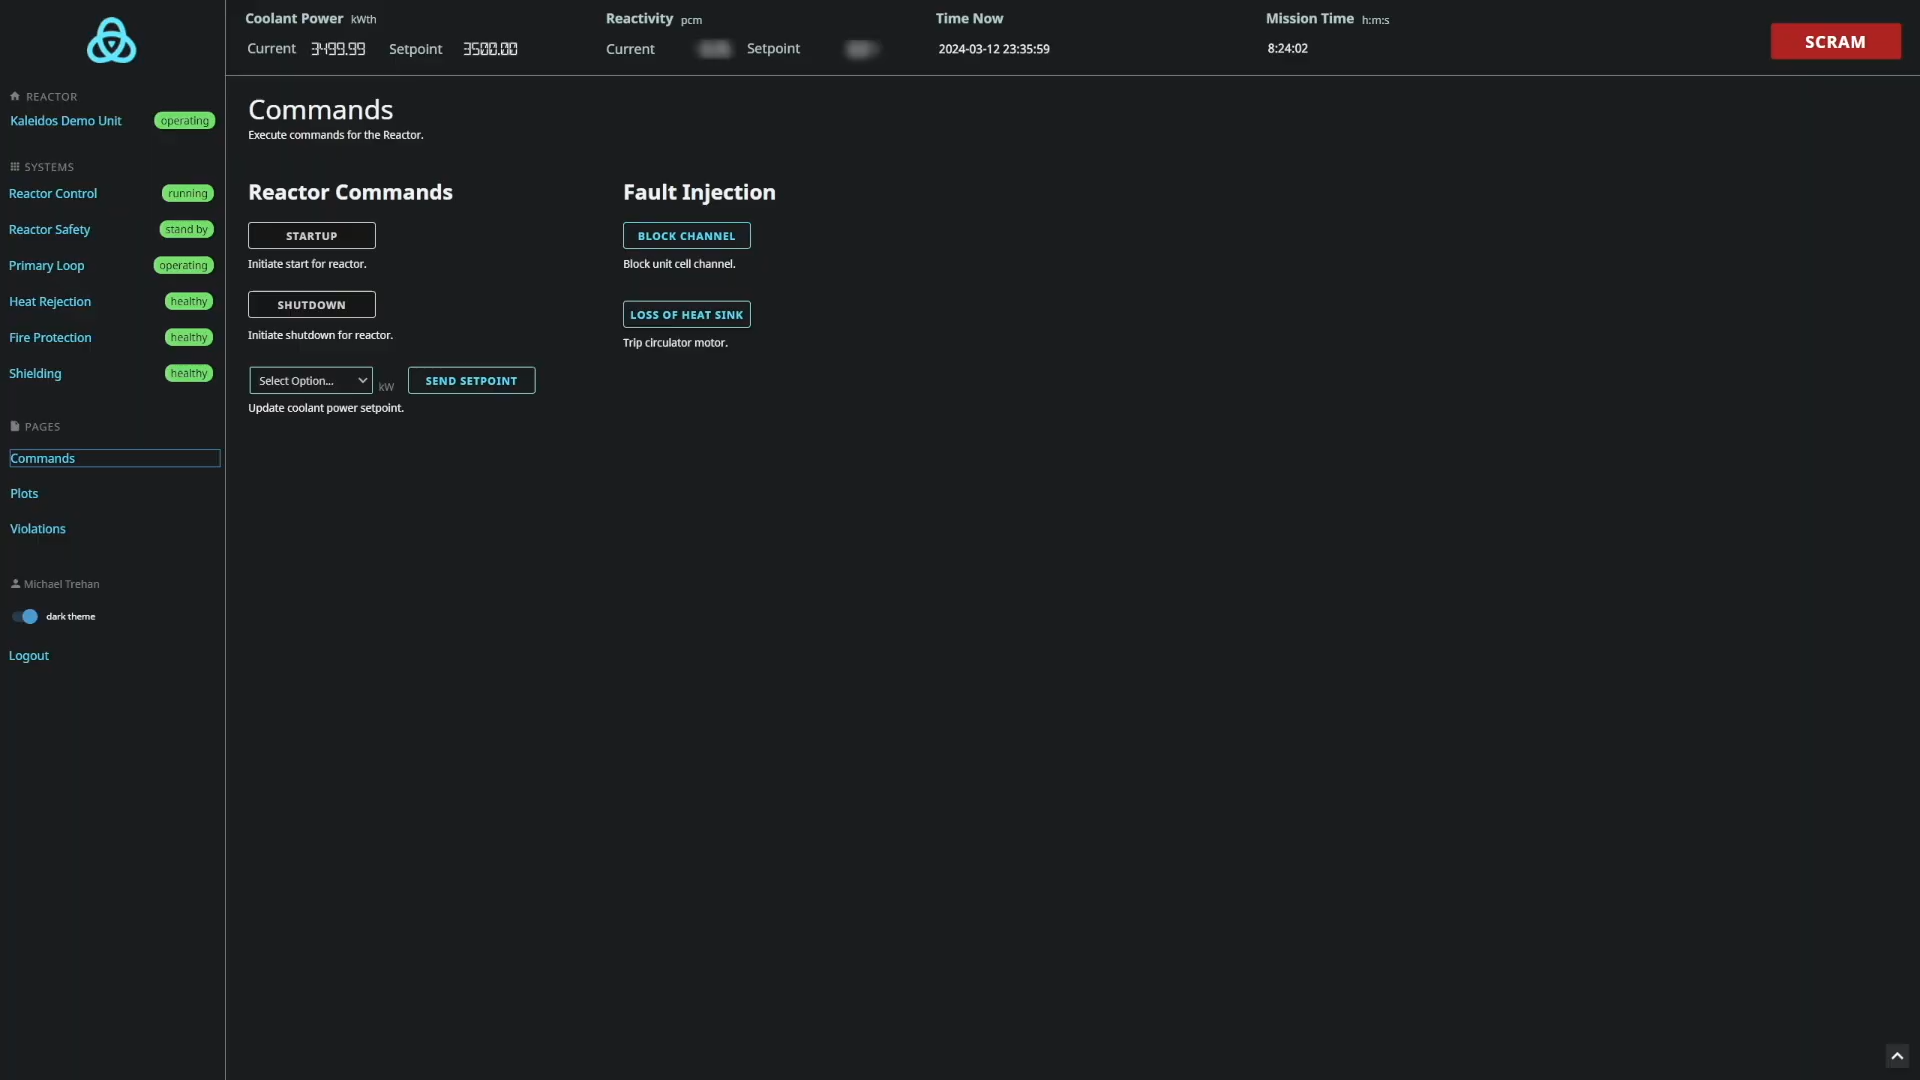 REACTOR
Kaleidos Demo Unit operating
SYSTEMS
Reactor Control running
Reactor Safety stand by
Primary Loop operating
Heat Rejection healthy
Fire Protection healthy
Shielding healthy
PAGES
Commands
Plots
Violations
Michael Trehan
dark theme
Logout
Coolant Power kWth
Current 3499.99 Setpoint 3500.00
Reactivity pcm
Current Setpoint
Time Now
2024-03-12 23:35:59
Mission Time h:m:s
8:24:02
SCRAM
Commands
Execute commands for the Reactor.
Reactor Commands
STARTUP
Initiate start for reactor.
SHUTDOWN
Initiate shutdown for reactor.
Select Option... kW SEND SETPOINT
Update coolant power setpoint.
Fault Injection
BLOCK CHANNEL
Block unit cell channel.
LOSS OF HEAT SINK
Trip circulator motor.